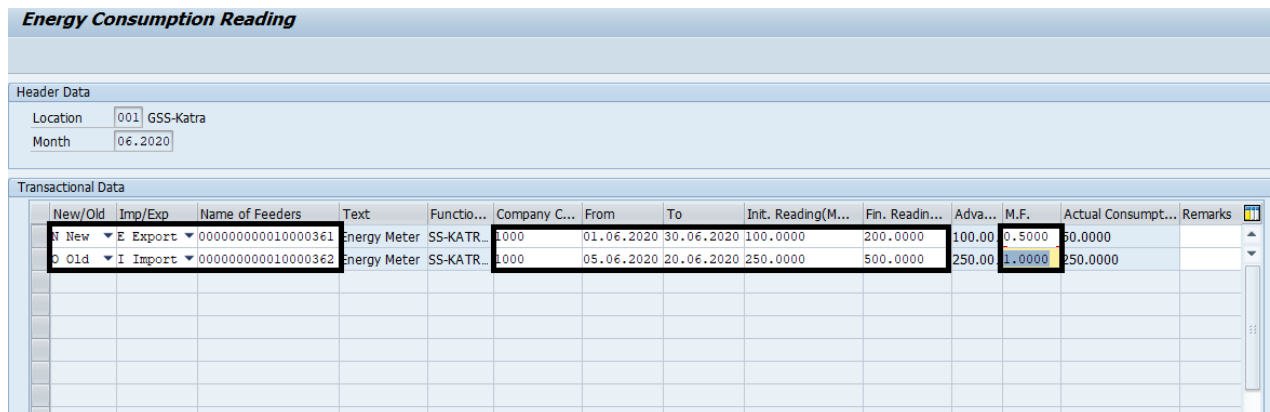 Energy Consumption Reading
Header Data
Location 001 GSS-Katra
Month 06.2020
Transactional Data
New/Old Imp/Exp Name of Feeders Text Functio... Company C... From To Init. Reading(M... Fin. Readin... Adva... M.F. Actual Consumpt... Remarks
N New E Export 000000000010000361 Energy Meter SS-KATR... 1000 01.06.2020 30.06.2020 100.0000 200.0000 100.00 0.5000 50.0000
O Old I Import 000000000010000362 Energy Meter SS-KATR... 1000 05.06.2020 20.06.2020 250.0000 500.0000 250.00 1.0000 250.0000